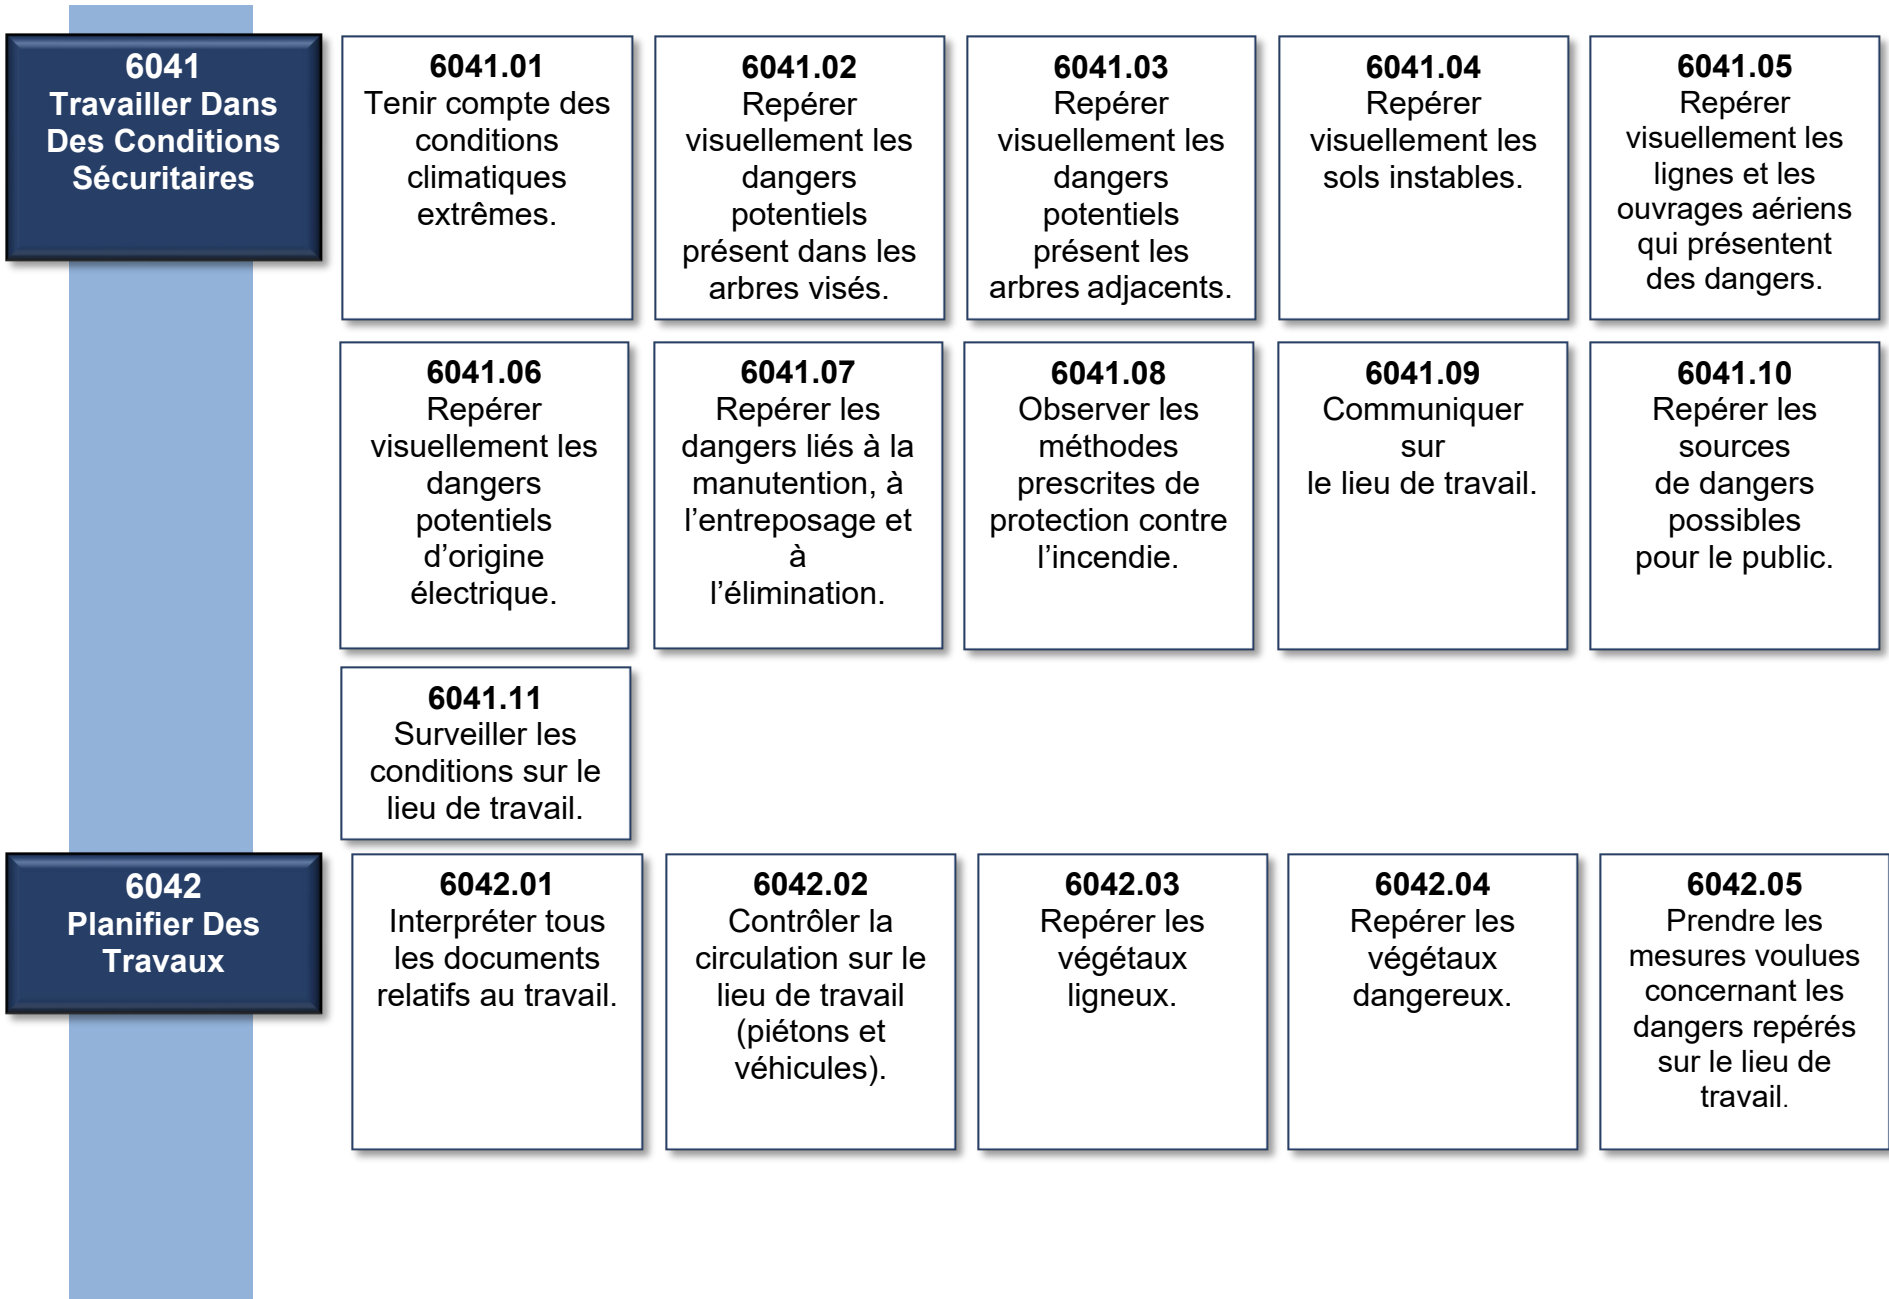 6041
Travailler Dans
Des Conditions
Sécuritaires
6041.01
Tenir compte des
conditions
climatiques
extrêmes.
6041.02
Repérer
visuellement les
dangers
potentiels
présent dans les
arbres visés.
6041.03
Repérer
visuellement les
dangers
potentiels
présent les
arbres adjacents.
6041.04
Repérer
visuellement les
sols instables.
6041.05
Repérer
visuellement les
lignes et les
ouvrages aériens
qui présentent
des dangers.
6041.06
Repérer
visuellement les
dangers
potentiels
d’origine
électrique.
6041.07
Repérer les
dangers liés à la
manutention, à
l’entreposage et
à
l’élimination.
6041.08
Observer les
méthodes
prescrites de
protection contre
l’incendie.
6041.09
Communiquer
sur
le lieu de travail.
6041.10
Repérer les
sources
de dangers
possibles
pour le public.
6041.11
Surveiller les
conditions sur le
lieu de travail.
6042
Planifier Des
Travaux
6042.01
Interpréter tous
les documents
relatifs au travail.
6042.02
Contrôler la
circulation sur le
lieu de travail
(piétons et
véhicules).
6042.03
Repérer les
végétaux
ligneux.
6042.04
Repérer les
végétaux
dangereux.
6042.05
Prendre les
mesures voulues
concernant les
dangers repérés
sur le lieu de
travail.